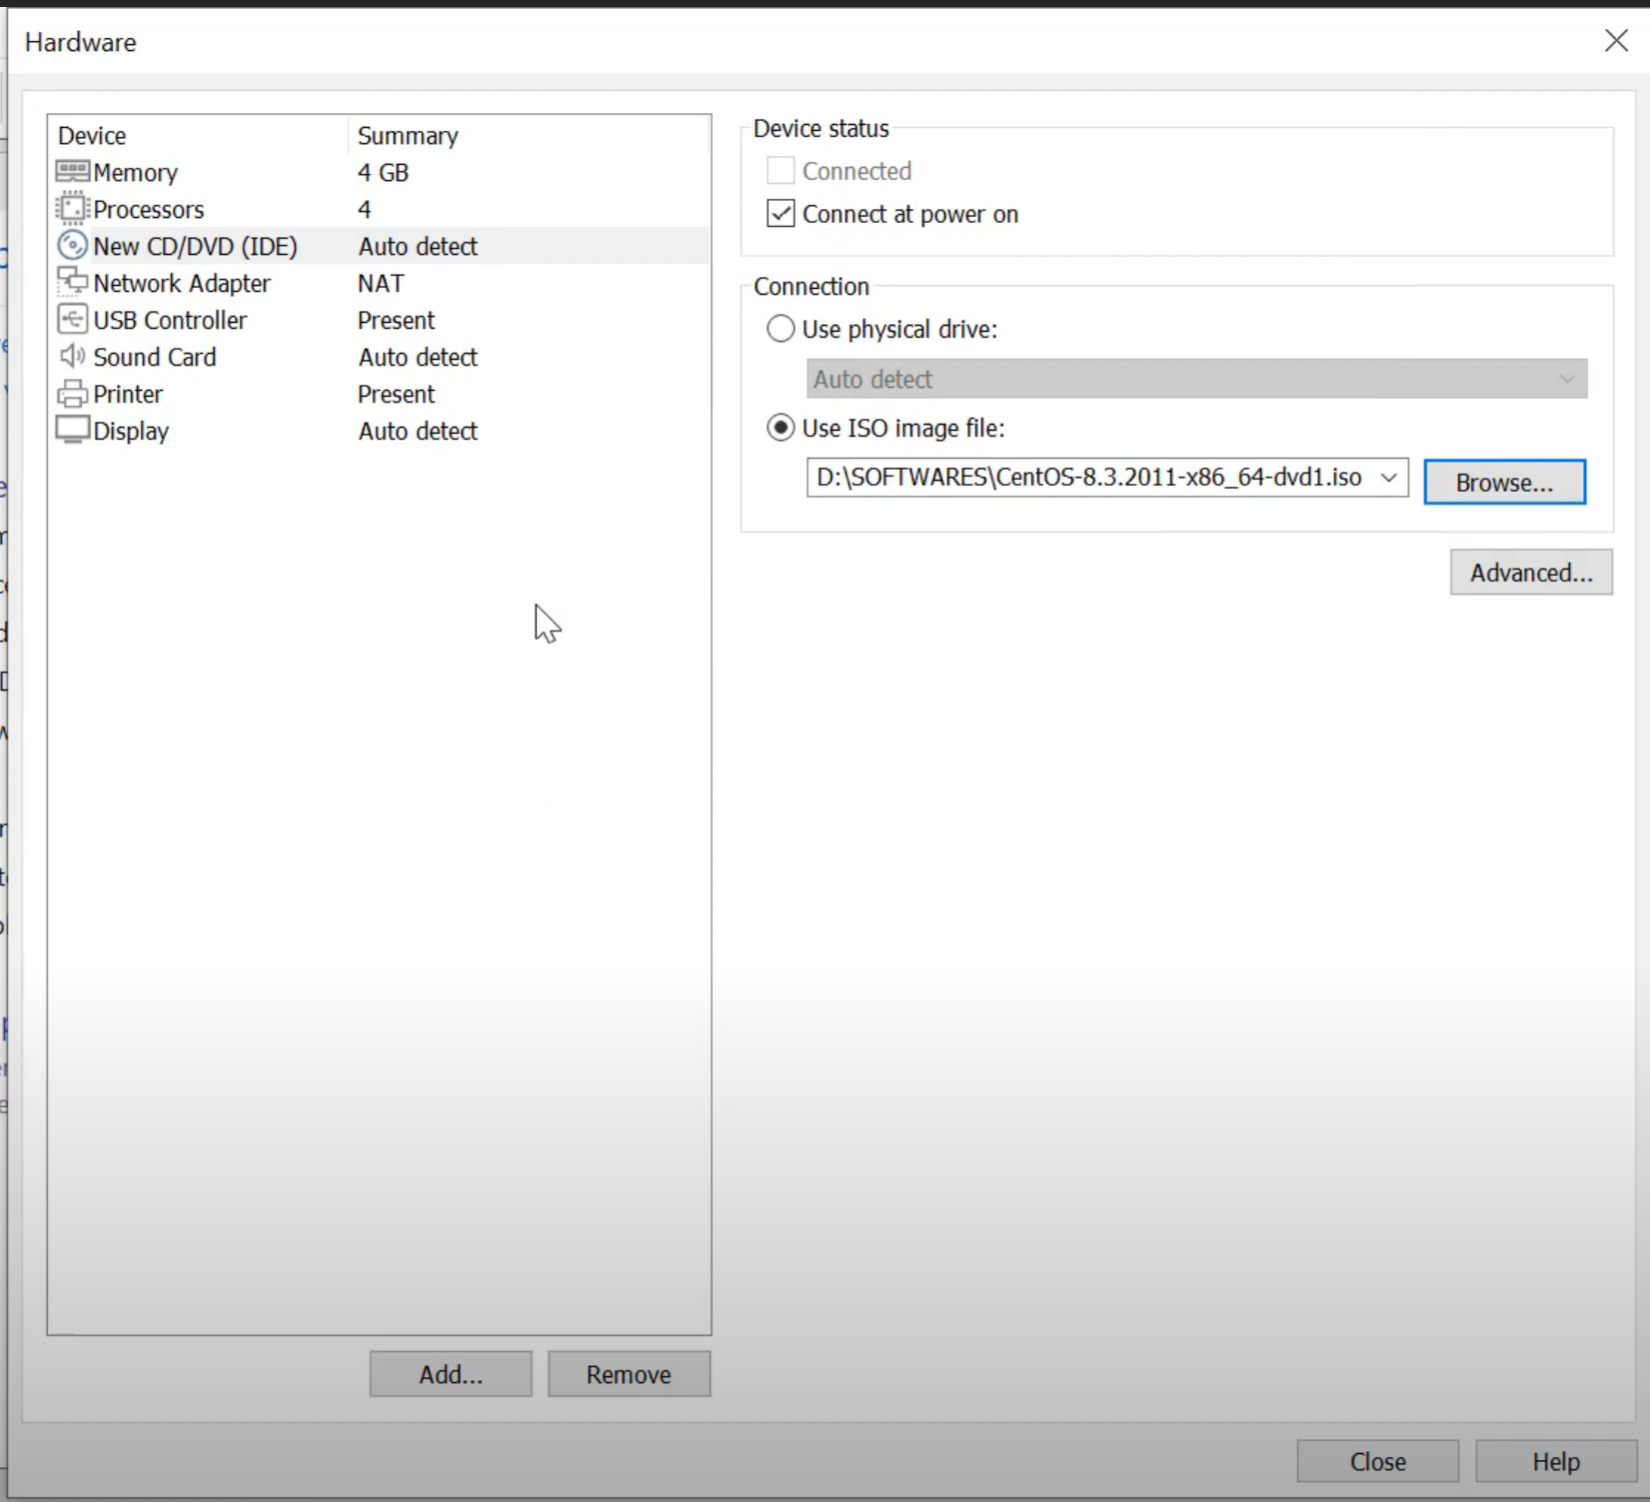 Hardware
Device Summary
Memory 4 GB
Processors 4
New CD/DVD (IDE) Auto detect
Network Adapter NAT
USB Controller Present
Sound Card Auto detect
Printer Present
Display Auto detect
Add...
Remove
Device status
Connected
Connect at power on
Connection
Use physical drive:
Auto detect
Use ISO image file:
D:\SOFTWARES\CentOS-8.3.2011-x86_64-dvd1.iso
Browse...
Advanced...
Close
Help